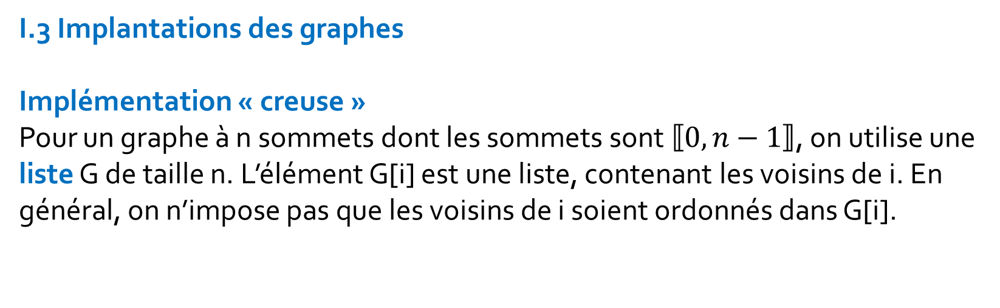 I.3 Implantations des graphes
Implémentation « creuse »
Pour un graphe à n sommets dont les sommets sont ⟦0, n − 1⟧, on utilise une
liste G de taille n. L’élément G[i] est une liste, contenant les voisins de i. En
général, on n’impose pas que les voisins de i soient ordonnés dans G[i].